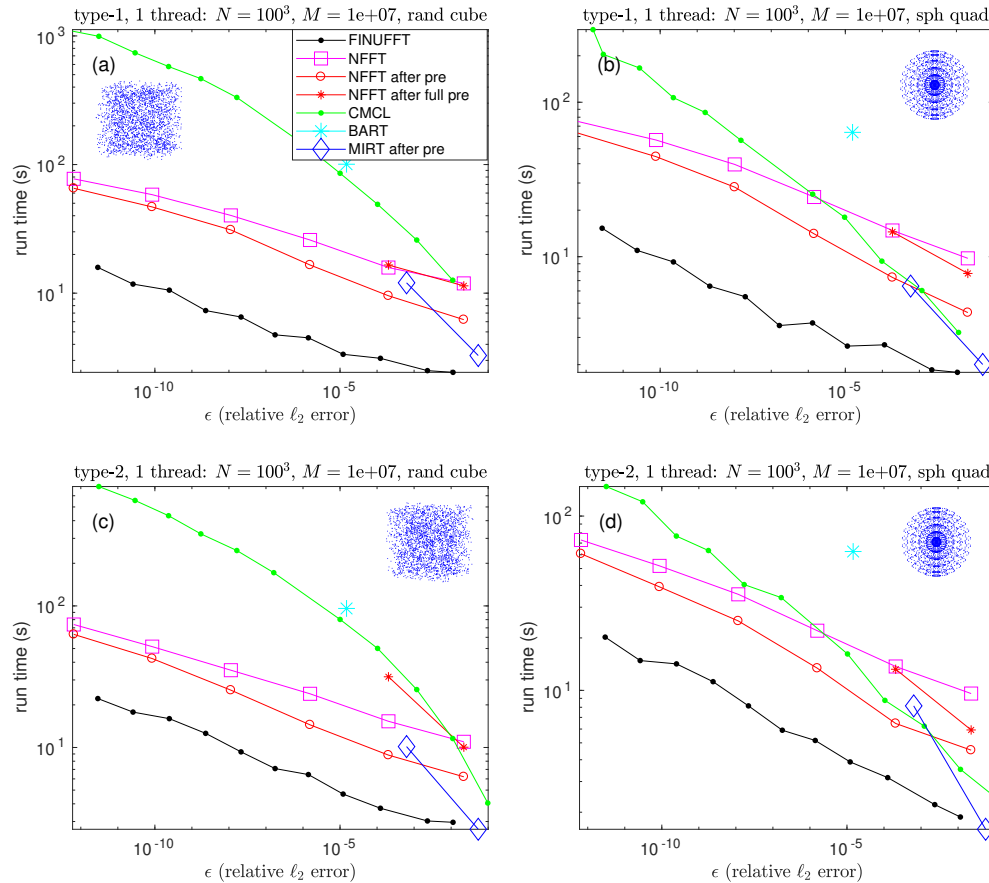 type-1, 1 thread: N = 100³, M = 1e+07, rand cube
type-1, 1 thread: N = 100³, M = 1e+07, sph quad
(a)
FINUFFT
NFFT
NFFT after pre
NFFT after full pre
CMCL
BART
MIRT after pre
10³
10²
10¹
run time (s)
10⁻¹⁰
10⁻⁵
ϵ (relative ℓ₂ error)
(b)
10²
10¹
run time (s)
10⁻¹⁰
10⁻⁵
ϵ (relative ℓ₂ error)
type-2, 1 thread: N = 100³, M = 1e+07, rand cube
type-2, 1 thread: N = 100³, M = 1e+07, sph quad
(c)
10²
10¹
run time (s)
10⁻¹⁰
10⁻⁵
ϵ (relative ℓ₂ error)
(d)
10²
10¹
run time (s)
10⁻¹⁰
10⁻⁵
ϵ (relative ℓ₂ error)